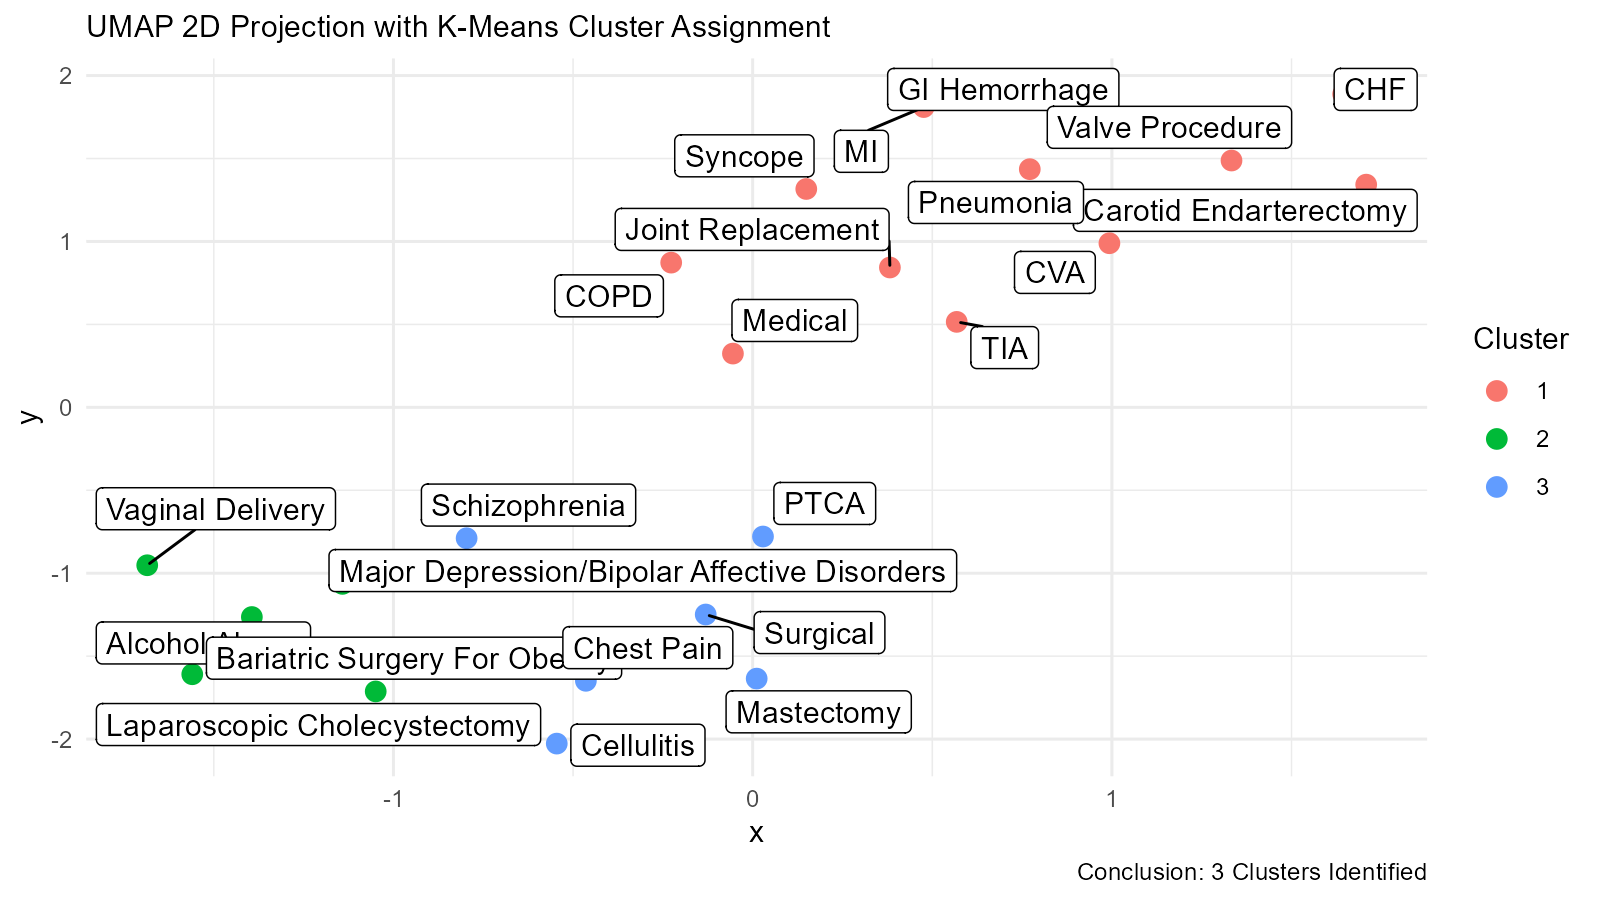 UMAP 2D Projection with K-Means Cluster Assignment
2
1
0
-1
-2
y
GI Hemorrhage
CHF
Valve Procedure
MI
Syncope
Pneumonia
Carotid Endarterectomy
Joint Replacement
CVA
COPD
Medical
TIA
Vaginal Delivery
Schizophrenia
PTCA
Major Depression/Bipolar Affective Disorders
Surgical
Alcohol
Bariatric Surgery For
Chest Pain
Mastectomy
Laparoscopic Cholecystectomy
Cellulitis
-1
0
1
x
Cluster
1
2
3
Conclusion: 3 Clusters Identified